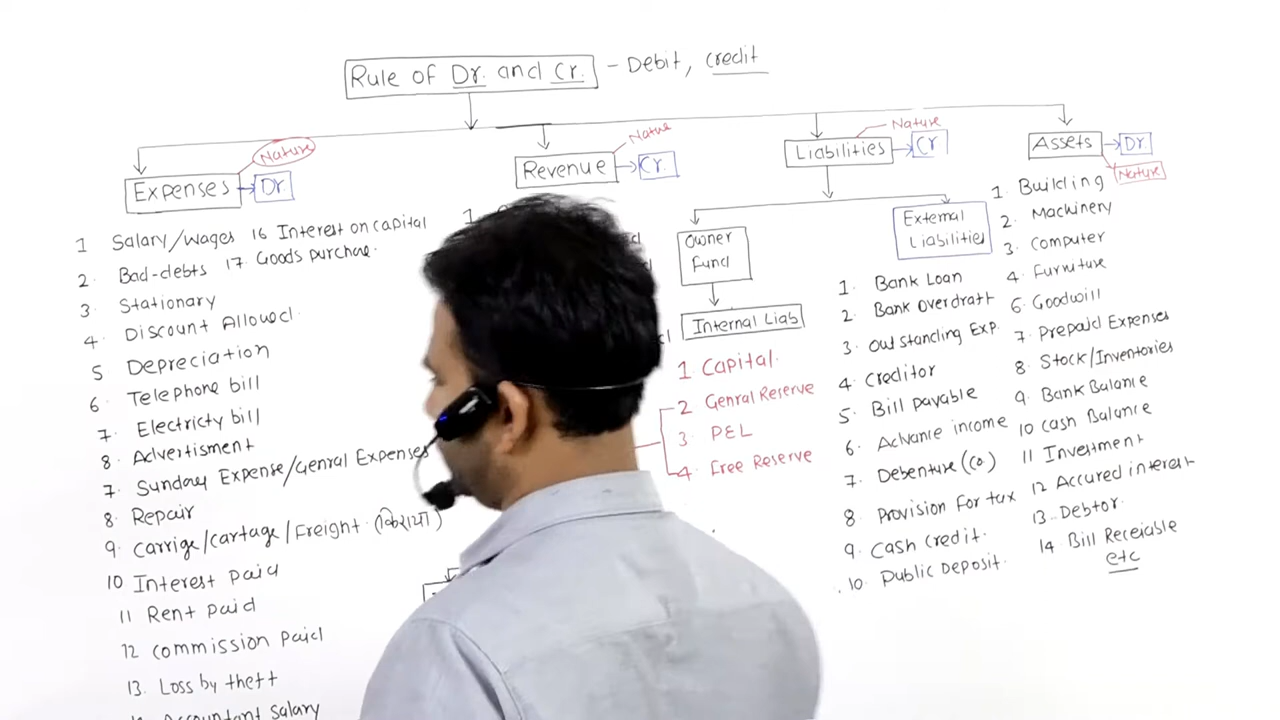 Rule of Dr. and Cr. – Debit, credit
Nature
Expenses → Dr.
1 Salary/wages
2. Bad-debts
3. Stationary
4. Discount Allowed.
5 Depreciation
6. Telephone bill
7. Electricty bill
8. Advertisment
7. Sunday Expense/Genral Expenses
8. Repair
9. Carrige/cartage/Freight (किराया)
10 Interest paid
11 Rent paid
12 commission paid
13. Loss by theft
Accountant Salary
16 Interest on capital
17. Goods purchase.
Nature
Revenue → Cr.
Nature
Liabilities → Cr
Owner
Fund
Internal Liab
1 Capital.
2 Genral Reserve
3. P&L
4. Free Reserve
External
Liabilities
1. Bank Loan
2. Bank overdraft
3. outstanding Exp.
4. Creditor
5. Bill payable
6. Advance income
7. Debenture (Co)
8 Provision for tax
9. Cash credit.
10. Public Deposit.
Assets → Dr.
Nature
1. Building
2. Machinery
3. Computer
4. Furniture
6. Goodwill
7. Prepaid Expenses
8. Stock/Inventories
9. Bank Balance
10 cash Balance
11 Investment
12 Accured interest
13. Debtor.
14. Bill Receiable
etc